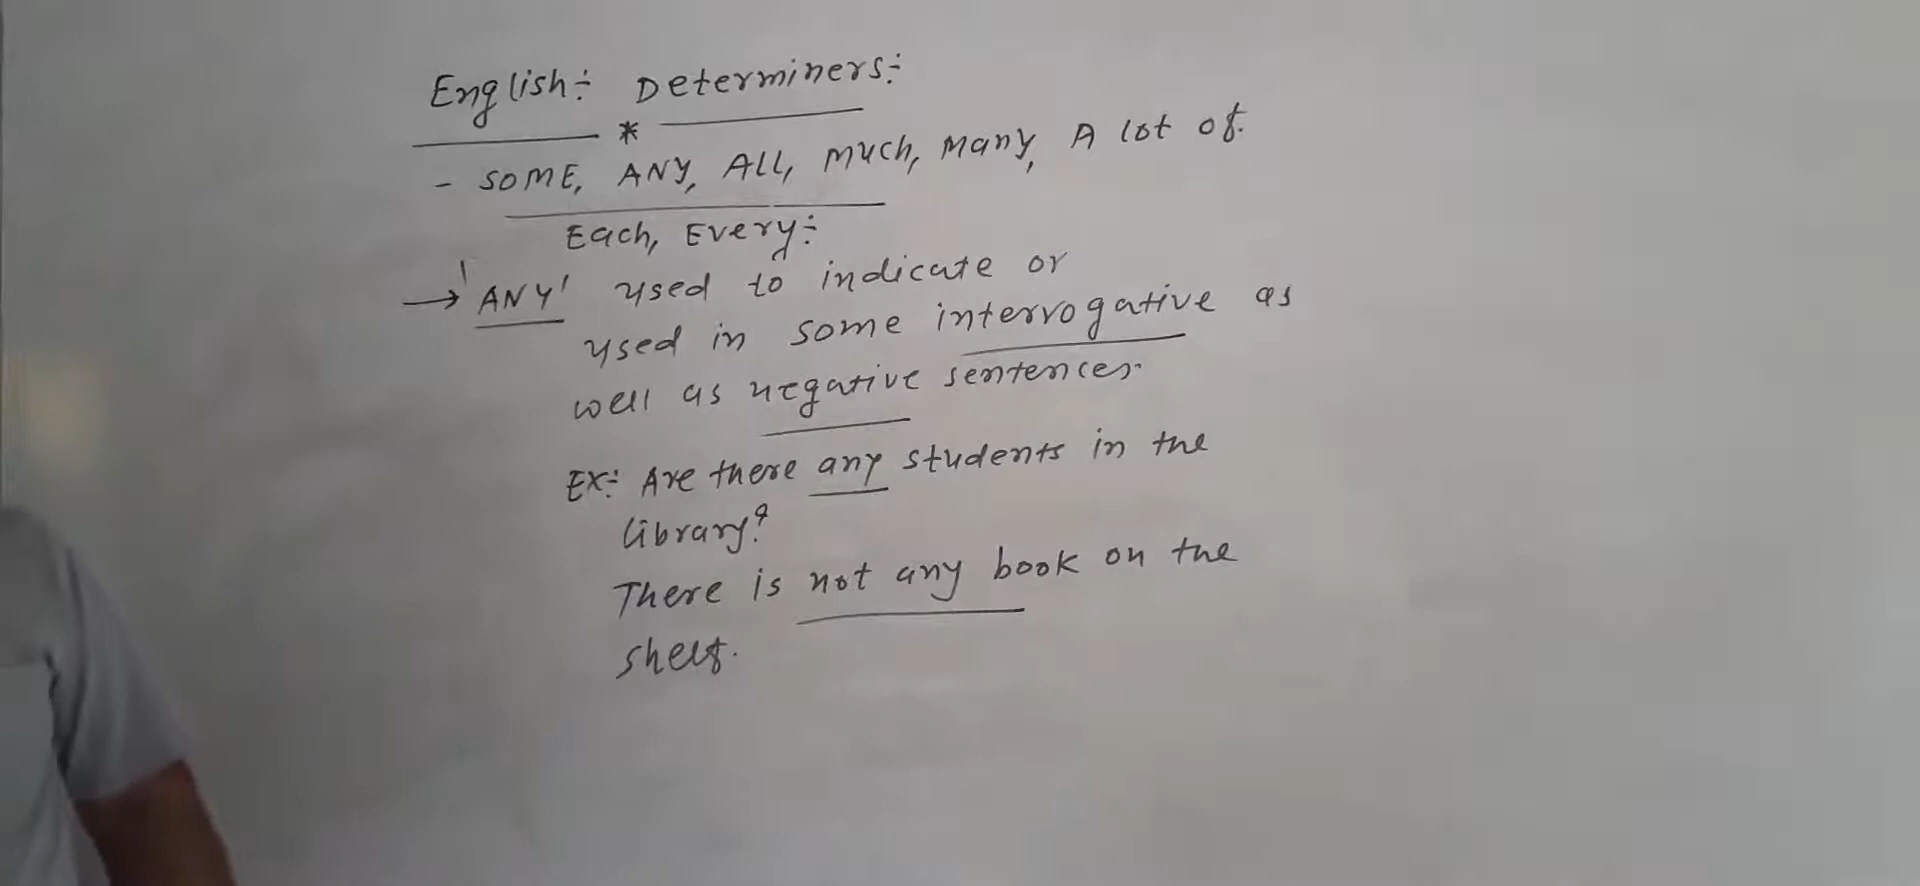 English:- Determiners:-
*
- SOME, ANY, ALL, Much, Many, A lot of.
Each, Every:-
→ 'ANY' used to indicate or
used in some interrogative as
well as negative sentences.
EX:- Are there any students in the
library?
There is not any book on the
shelf.